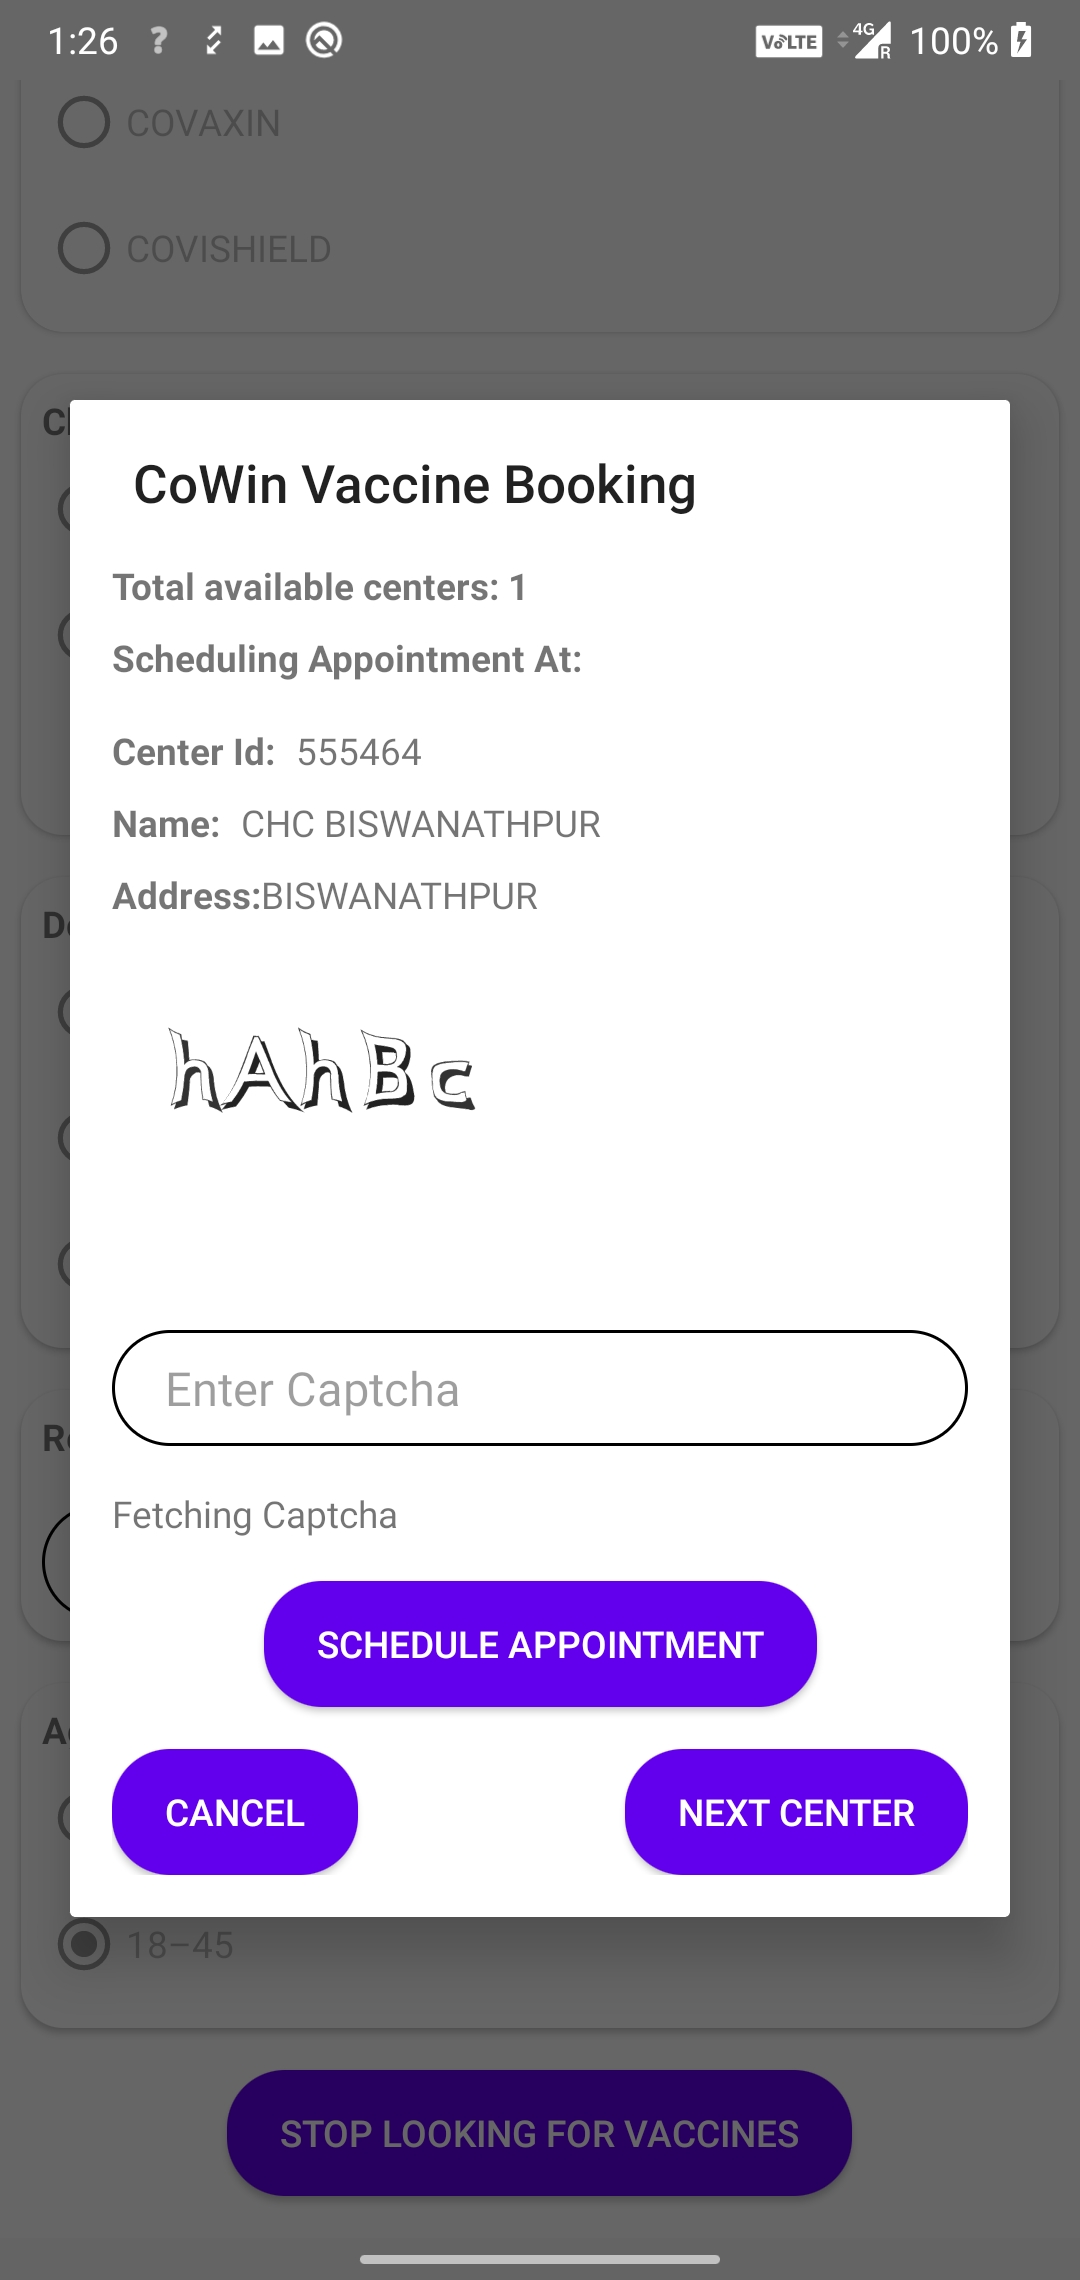 1:26
VoLTE 4G R 100%
COVAXIN
COVISHIELD
CoWin Vaccine Booking
Total available centers: 1
Scheduling Appointment At:
Center Id: 555464
Name: CHC BISWANATHPUR
Address:BISWANATHPUR
hAhBc
Enter Captcha
Fetching Captcha
SCHEDULE APPOINTMENT
CANCEL
NEXT CENTER
18–45
STOP LOOKING FOR VACCINES